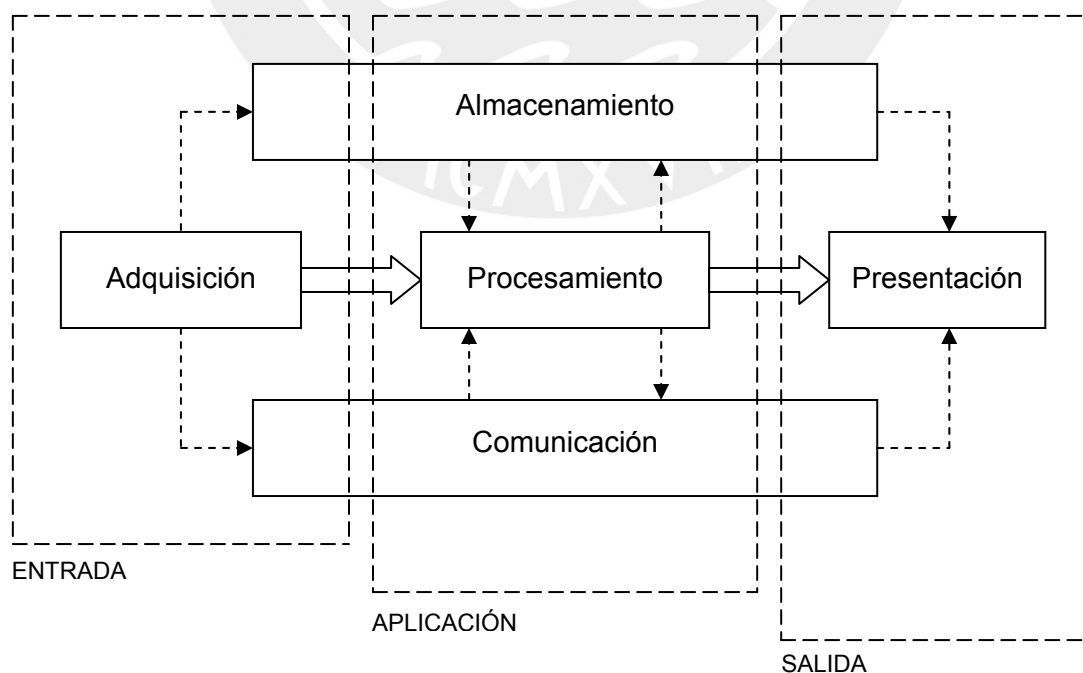 Almacenamiento
Adquisición
Procesamiento
Presentación
Comunicación
ENTRADA
APLICACIÓN
SALIDA